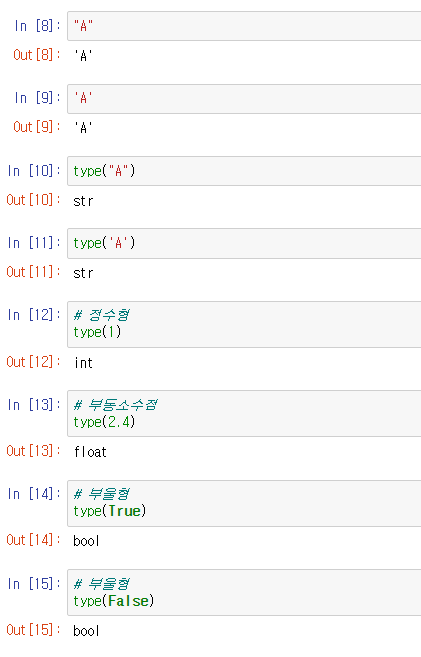 In [8]: "A"
Out[8]: 'A'
In [9]: 'A'
Out[9]: 'A'
In [10]: type("A")
Out[10]: str
In [11]: type('A')
Out[11]: str
In [12]: # 정수형
type(1)
Out[12]: int
In [13]: # 부동소수점
type(2.4)
Out[13]: float
In [14]: # 부울형
type(True)
Out[14]: bool
In [15]: # 부울형
type(False)
Out[15]: bool